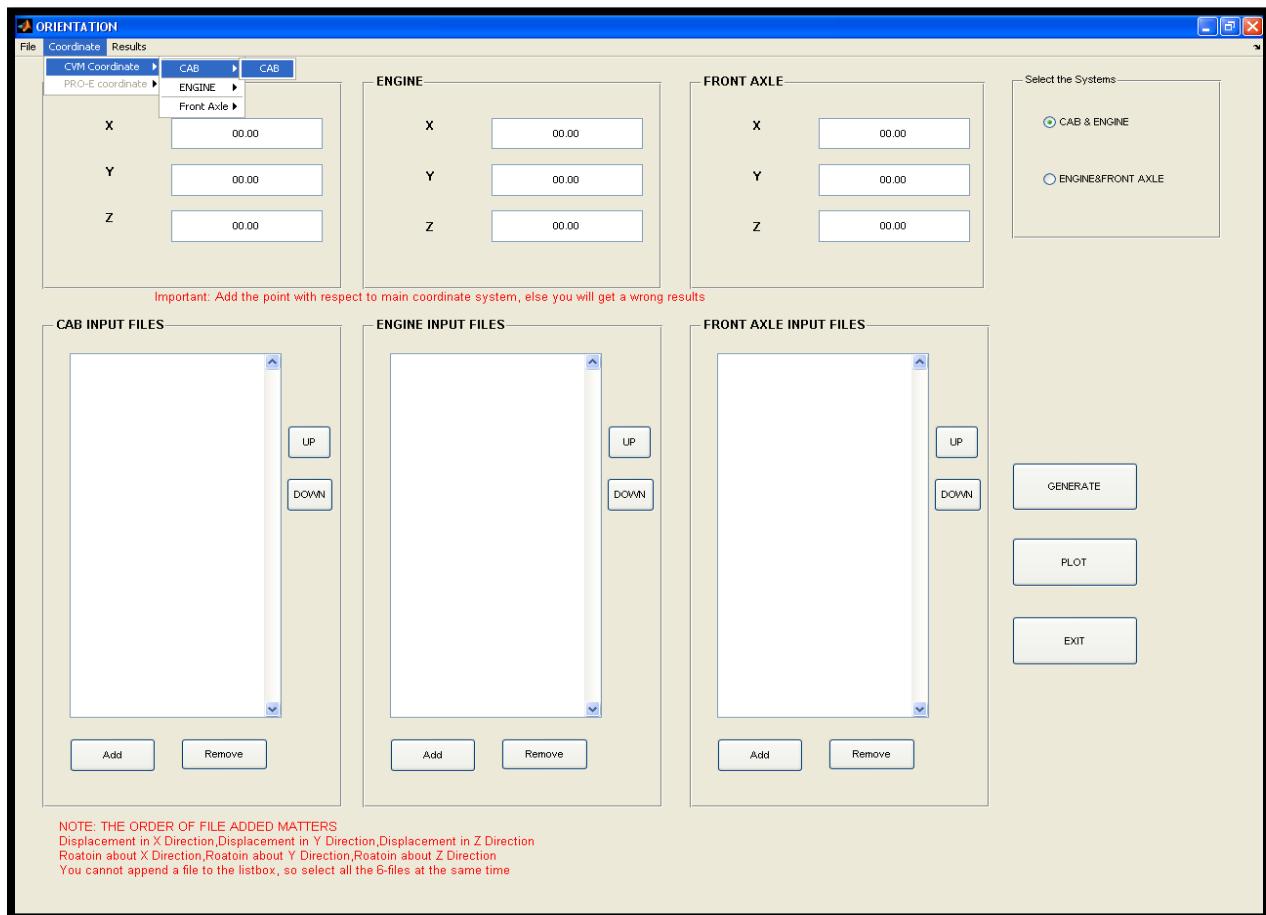 ORIENTATION
File Coordinate Results
CVM Coordinate CAB CAB
PRO-E coordinate ENGINE
Front Axle
ENGINE
FRONT AXLE
Select the Systems
X 00.00 X 00.00 X 00.00
CAB & ENGINE
Y 00.00 Y 00.00 Y 00.00
ENGINE&FRONT AXLE
Z 00.00 Z 00.00 Z 00.00
Important: Add the point with respect to main coordinate system, else you will get a wrong results
CAB INPUT FILES
ENGINE INPUT FILES
FRONT AXLE INPUT FILES
UP UP UP
DOWN DOWN DOWN
GENERATE
PLOT
EXIT
Add Remove Add Remove Add Remove
NOTE: THE ORDER OF FILE ADDED MATTERS
Displacement in X Direction,Displacement in Y Direction,Displacement in Z Direction
Roatoin about X Direction,Roatoin about Y Direction,Roatoin about Z Direction
You cannot append a file to the listbox, so select all the 6-files at the same time